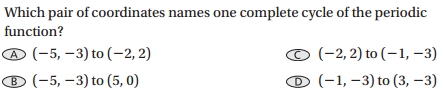 Which pair of coordinates names one complete cycle of the periodic
function?
Ⓐ (−5, −3) to (−2, 2)
Ⓒ (−2, 2) to (−1, −3)
Ⓑ (−5, −3) to (5, 0)
Ⓓ (−1, −3) to (3, −3)